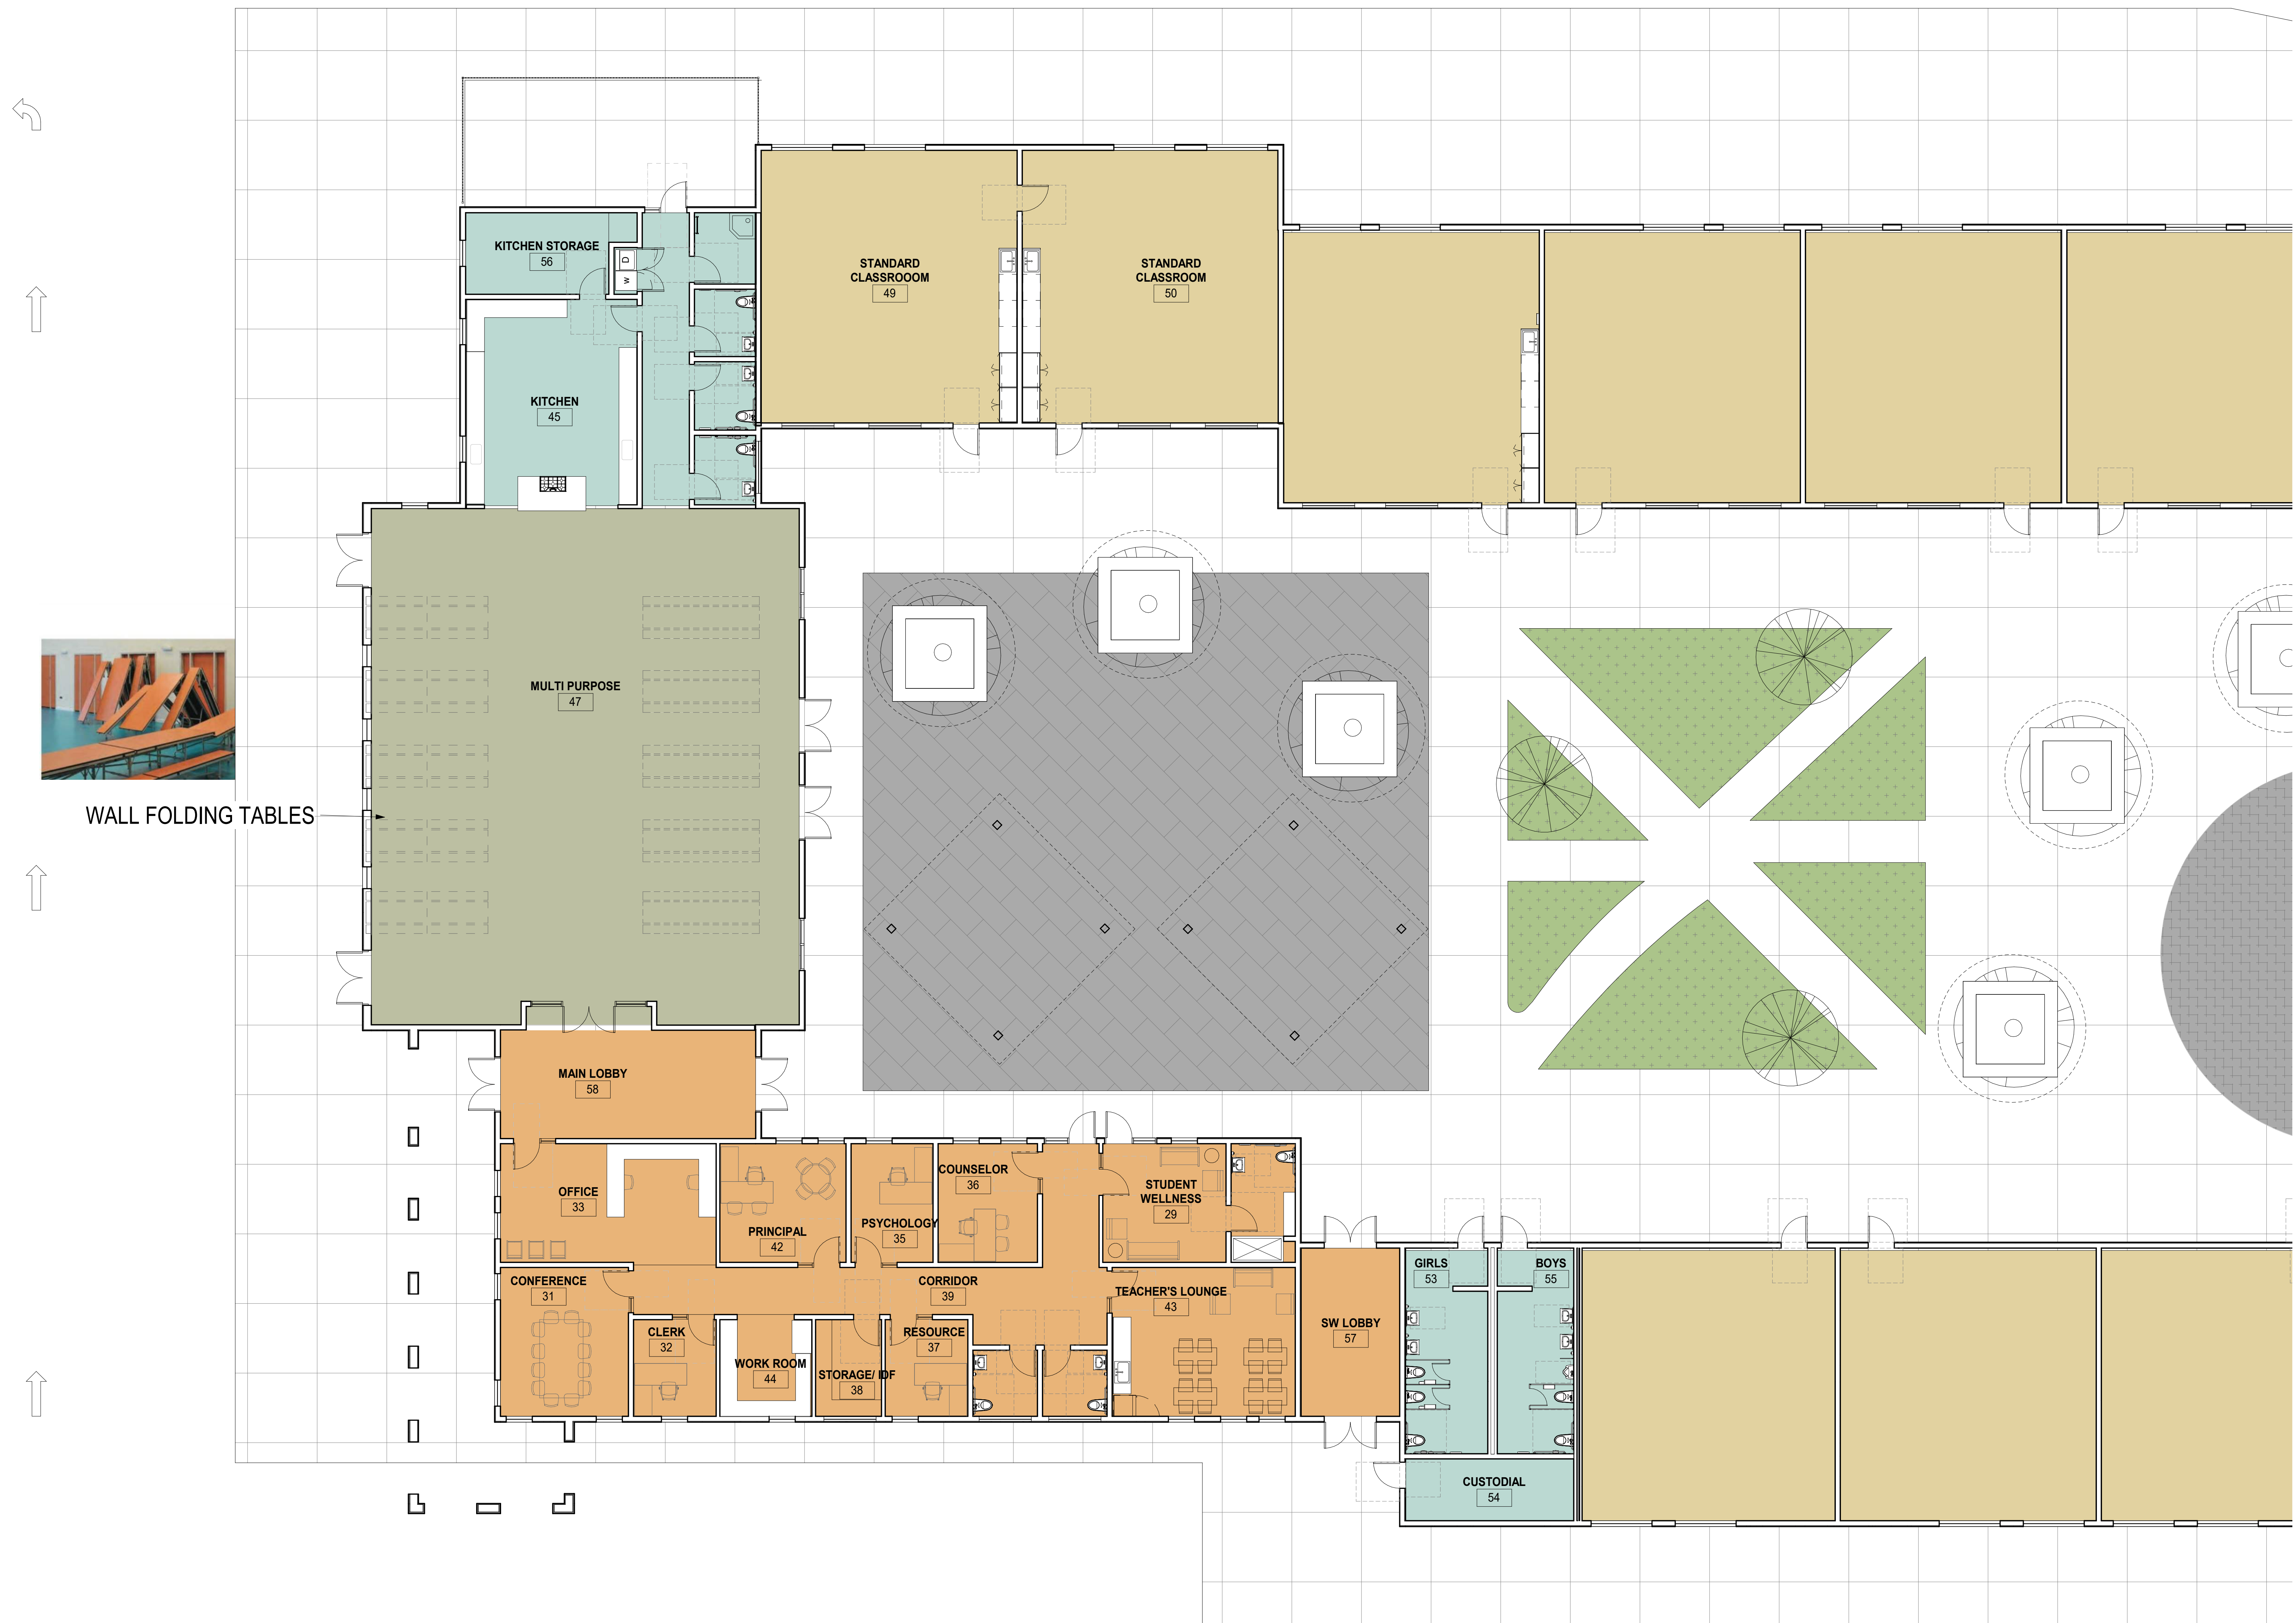 KITCHEN STORAGE
56
D
W
STANDARD
CLASSROOOM
49
STANDARD
CLASSROOM
50
KITCHEN
45
MULTI PURPOSE
47
WALL FOLDING TABLES
MAIN LOBBY
58
OFFICE
33
PRINCIPAL
42
PSYCHOLOGY
35
COUNSELOR
36
STUDENT
WELLNESS
29
CONFERENCE
31
CORRIDOR
39
TEACHER'S LOUNGE
43
CLERK
32
WORK ROOM
44
STORAGE/ IDF
38
RESOURCE
37
SW LOBBY
57
GIRLS
53
BOYS
55
CUSTODIAL
54